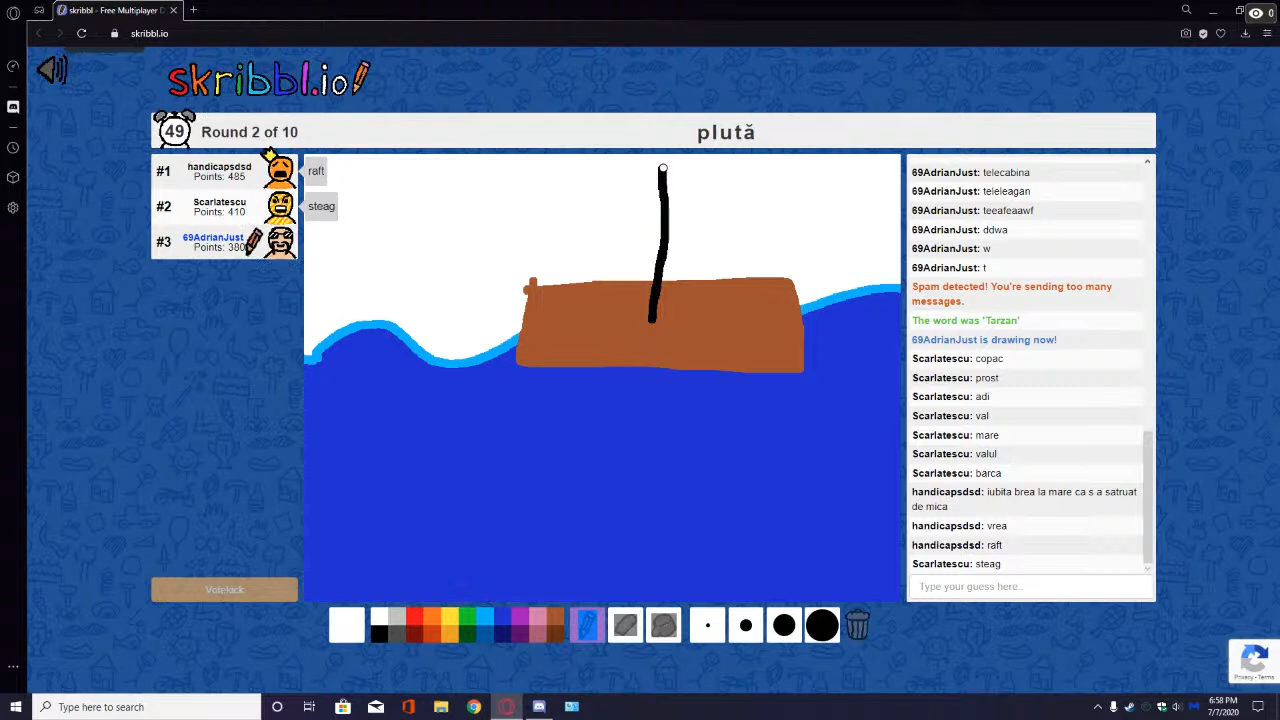 skribbl - Free Multiplayer D
0
skribbl.io
skribbl.io
49 Round 2 of 10
plută
#1 handicapsdsd
Points: 485
raft
#2 Scarlatescu
Points: 410
steag
#3 69AdrianJust
Points: 380
69AdrianJust: telecabina
69AdrianJust: teleleagan
69AdrianJust: teeafeaawf
69AdrianJust: ddwa
69AdrianJust: w
69AdrianJust: t
Spam detected! You're sending too many
messages.
The word was 'Tarzan'
69AdrianJust is drawing now!
Scarlatescu: copac
Scarlatescu: prost
Scarlatescu: adi
Scarlatescu: val
Scarlatescu: mare
Scarlatescu: valul
Scarlatescu: barca
handicapsdsd: iubita brea la mare ca s a satruat
de mica
handicapsdsd: vrea
handicapsdsd: raft
Scarlatescu: steag
Type your guess here..
Votekick
Privacy - Terms
Type here to search
6:58 PM
7/7/2020